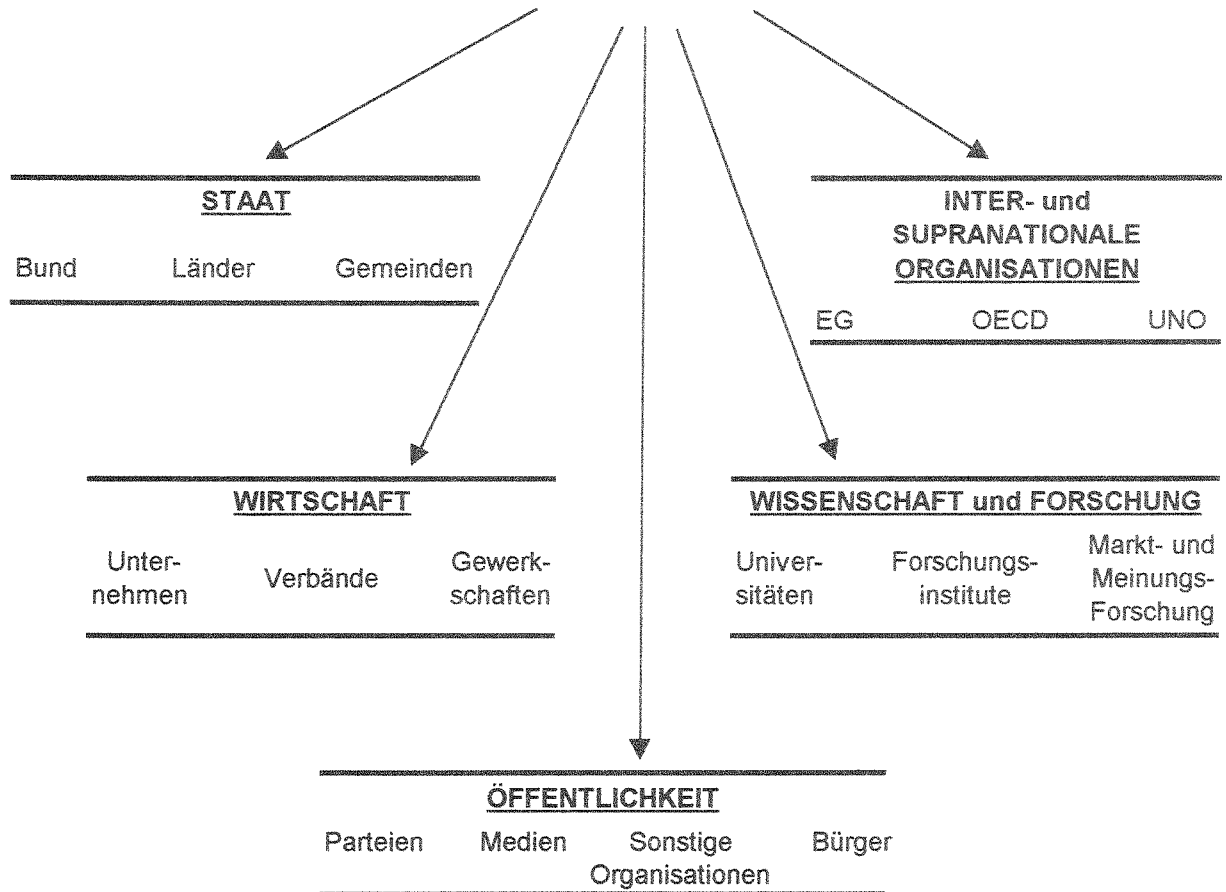 STAAT
Bund Länder Gemeinden
INTER- und
SUPRANATIONALE
ORGANISATIONEN
EG OECD UNO
WIRTSCHAFT
Unter-
nehmen
Verbände
Gewerk-
schaften
WISSENSCHAFT und FORSCHUNG
Univer-
sitäten
Forschungs-
institute
Markt- und
Meinungs-
Forschung
ÖFFENTLICHKEIT
Parteien Medien Sonstige Bürger
Organisationen